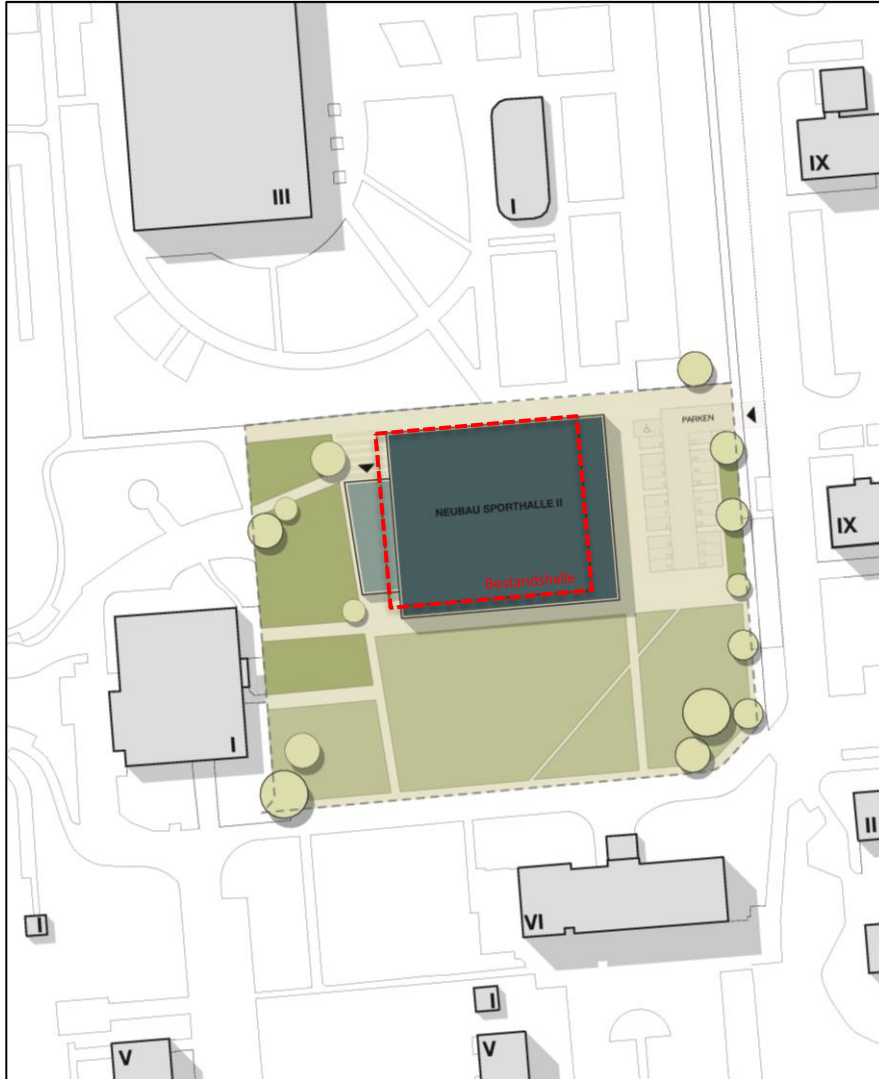 III
I
IX
PARKEN
NEUBAU SPORTHALLE II
IX
Bestandshalle
I
II
VI
I
I
V
V